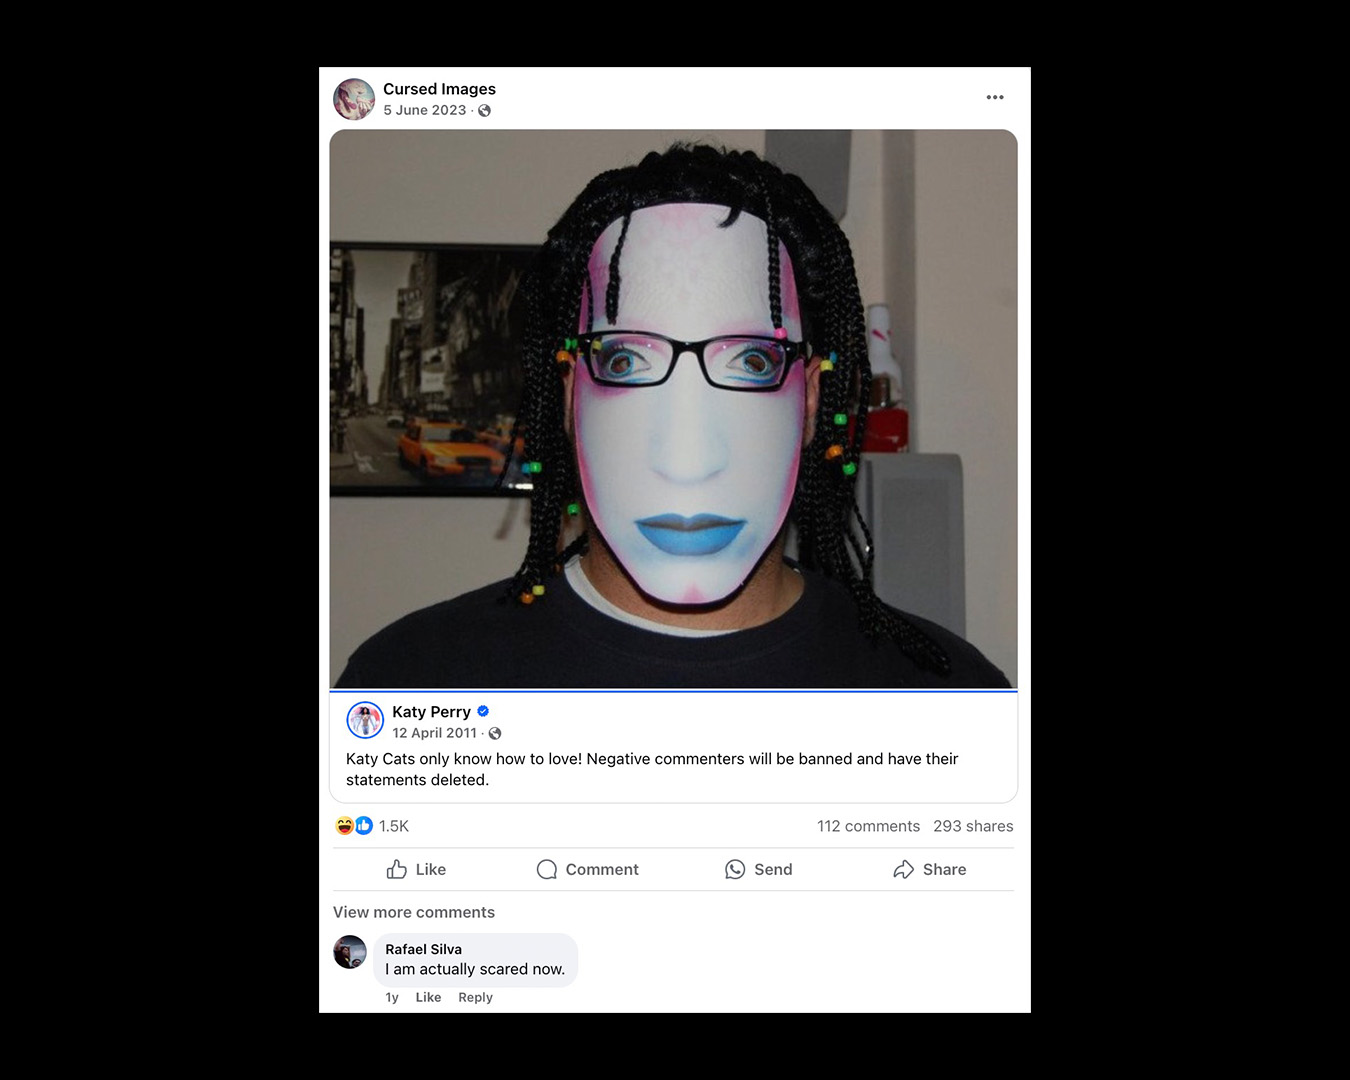 Cursed Images
5 June 2023 ·
Katy Perry
12 April 2011 ·
Katy Cats only know how to love! Negative commenters will be banned and have their
statements deleted.
1.5K
112 comments 293 shares
Like Comment Send Share
View more comments
Rafael Silva
I am actually scared now.
1y Like Reply